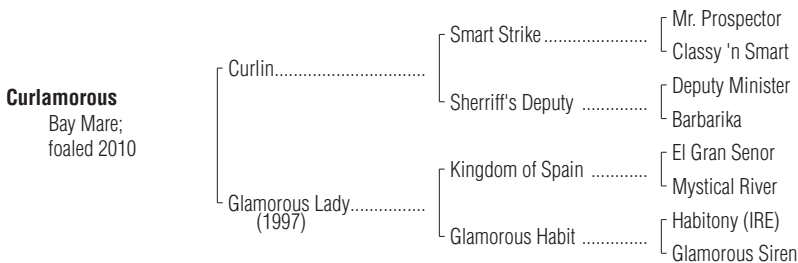 Mr. Prospector
Smart Strike......................
Classy 'n Smart
Curlin..............................
Deputy Minister
Sherriff's Deputy .............
Barbarika
Curlamorous
Bay Mare;
foaled 2010
El Gran Senor
Kingdom of Spain ...........
Mystical River
Glamorous Lady...............
(1997)
Habitony (IRE)
Glamorous Habit .............
Glamorous Siren